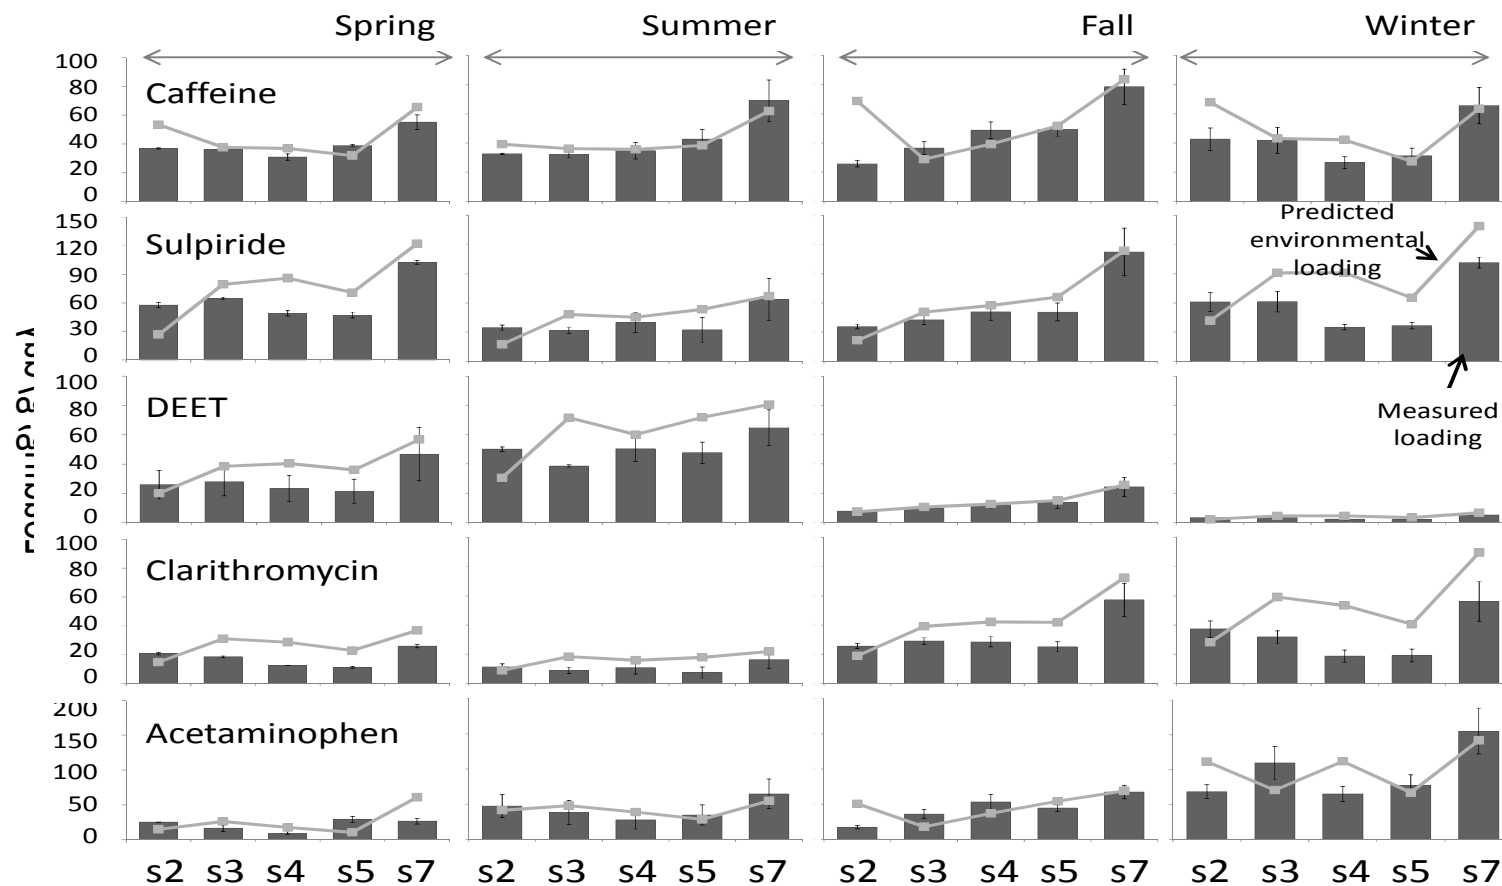 Spring Summer Fall Winter
100
80
60
40
20
0
Caffeine
150
120
90
60
30
0
Sulpiride
Predicted
environmental
loading
100
80
60
40
20
0
DEET
Measured
loading
100
80
60
40
20
0
Clarithromycin
200
150
100
50
0
Acetaminophen
s2 s3 s4 s5 s7 s2 s3 s4 s5 s7 s2 s3 s4 s5 s7 s2 s3 s4 s5 s7